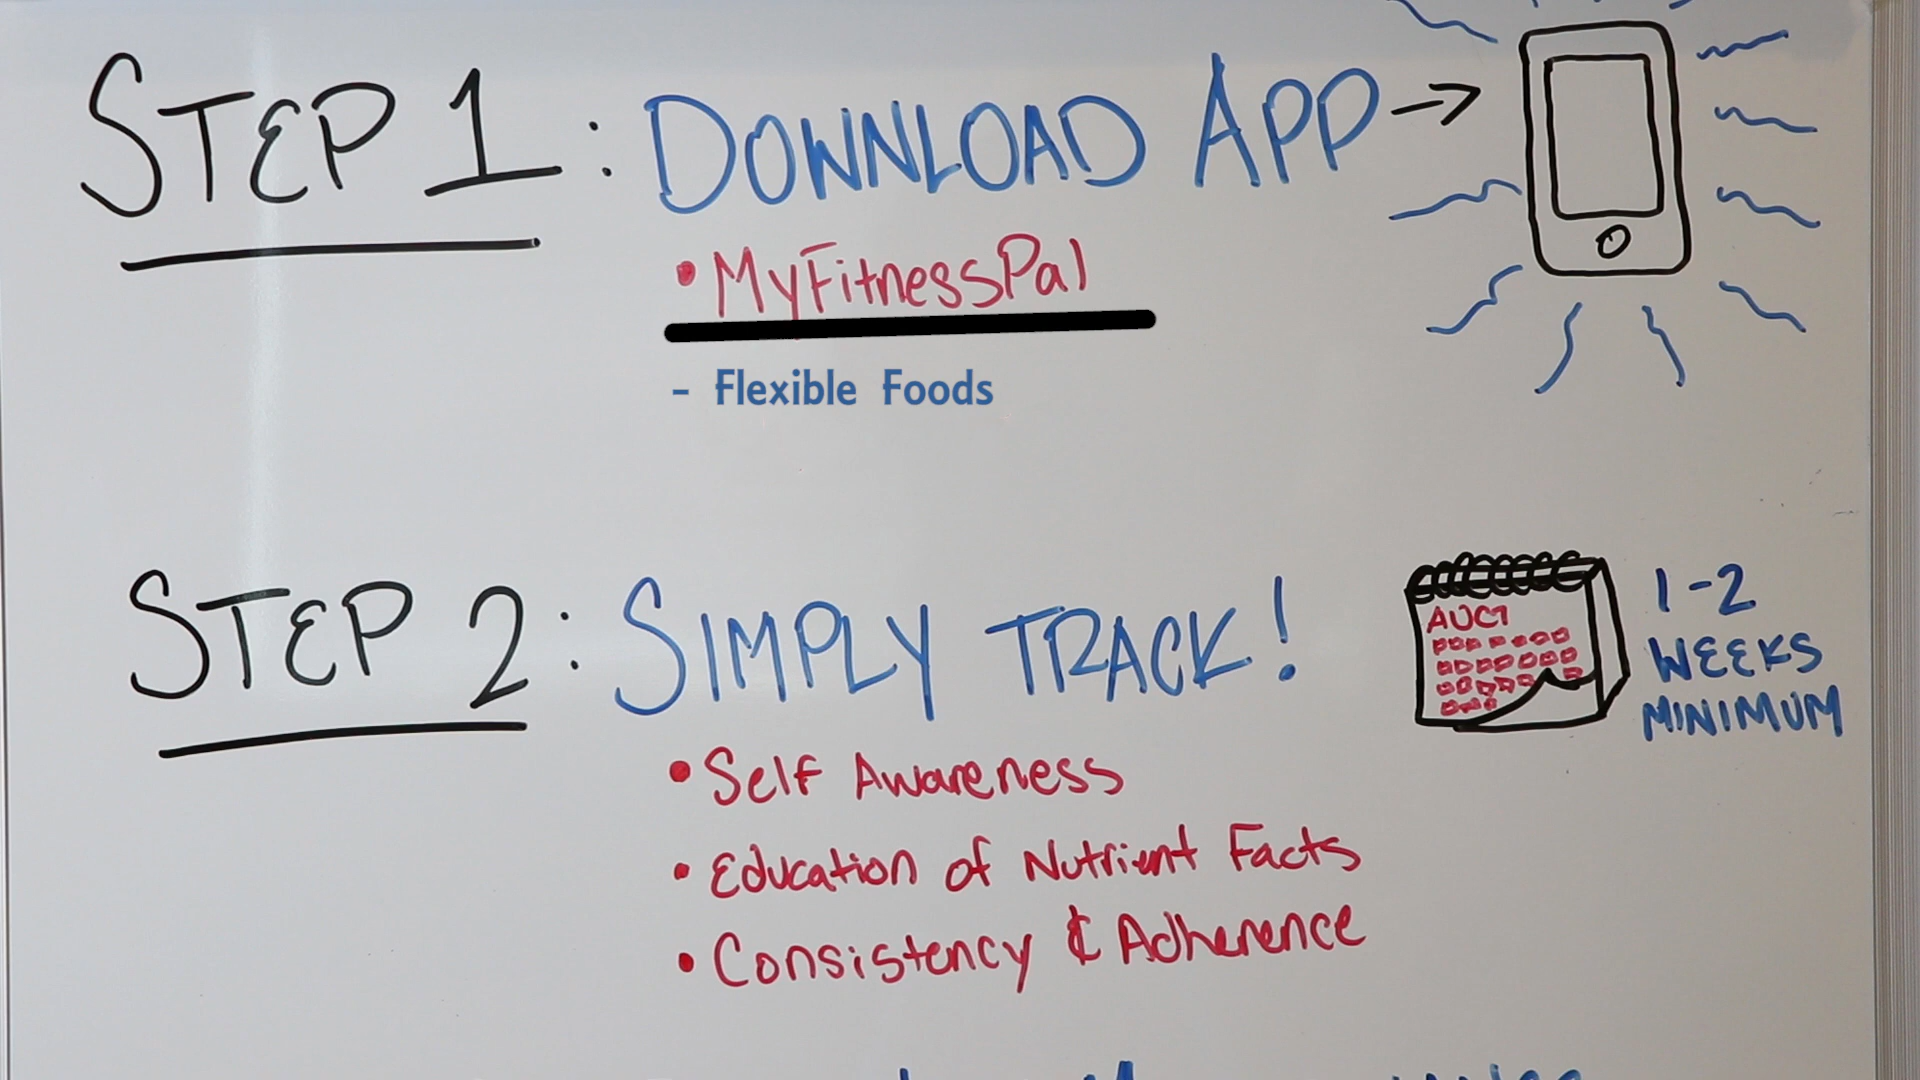 STEP 1: DOWNLOAD APP →
• MyFitnessPal
- Flexible Foods
STEP 2: SIMPLY TRACK!
AUG
1-2
WEEKS
MINIMUM
• Self Awareness
• Education of Nutrient Facts
• Consistency & Adherence